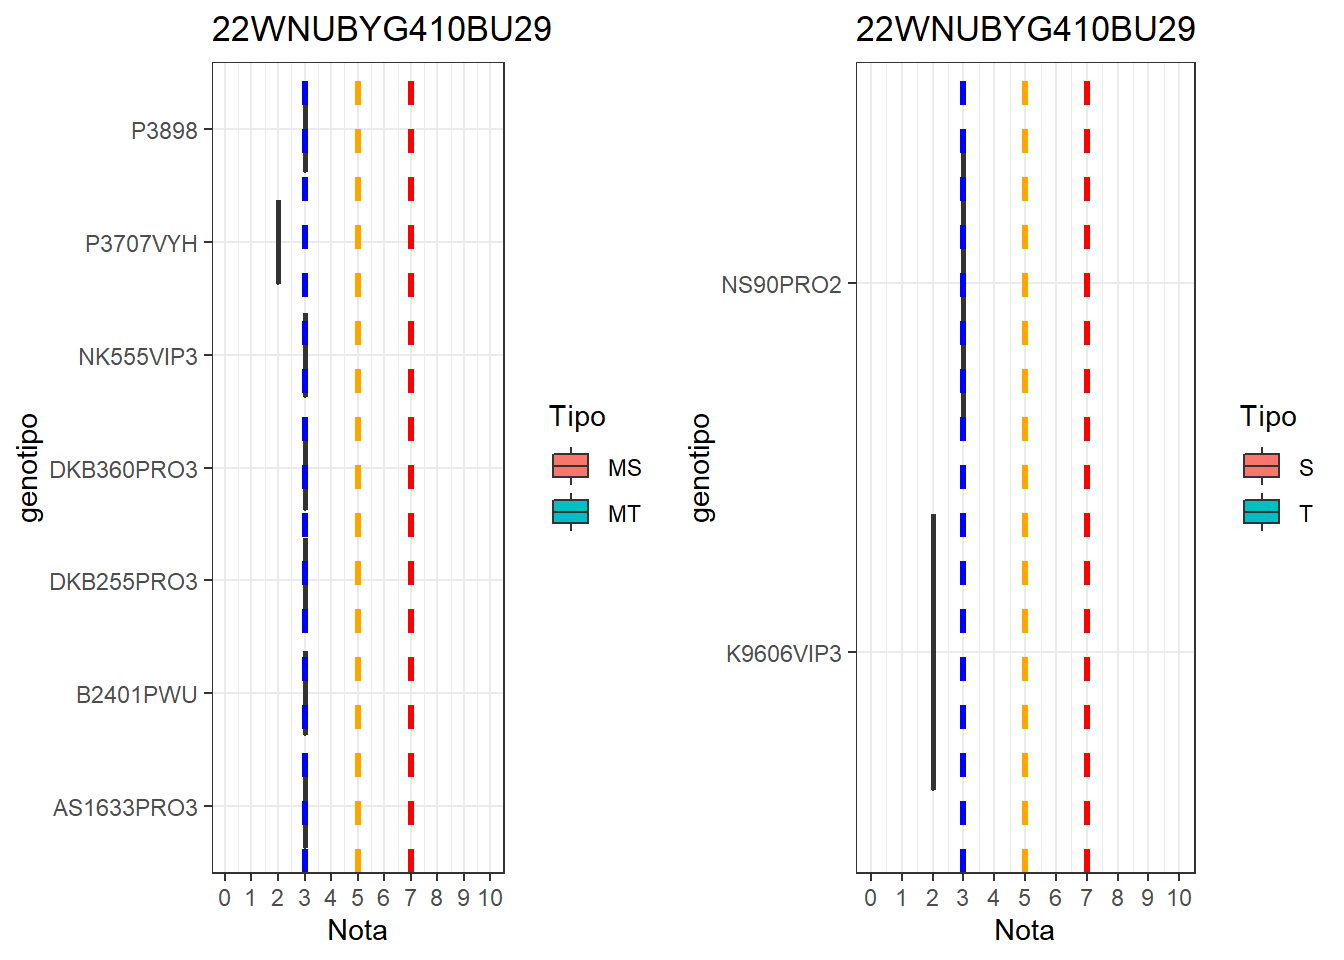 22WNUBYG410BU29
P3898
P3707VYH
NK555VIP3
DKB360PRO3
DKB255PRO3
B2401PWU
AS1633PRO3
genotipo
0 1 2 3 4 5 6 7 8 9 10
Nota
Tipo
MS
MT
22WNUBYG410BU29
NS90PRO2
K9606VIP3
genotipo
0 1 2 3 4 5 6 7 8 9 10
Nota
Tipo
S
T